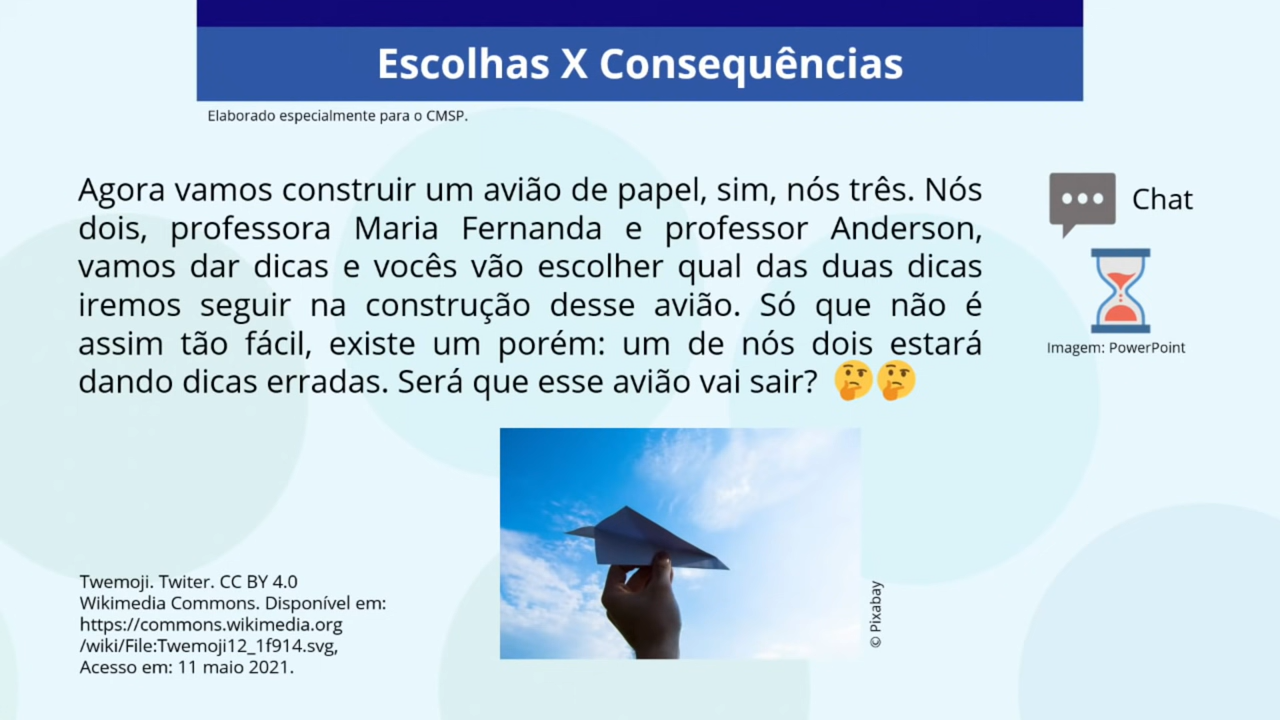 Escolhas X Consequências
Elaborado especialmente para o CMSP.
Agora vamos construir um avião de papel, sim, nós três. Nós
dois, professora Maria Fernanda e professor Anderson,
vamos dar dicas e vocês vão escolher qual das duas dicas
iremos seguir na construção desse avião. Só que não é
assim tão fácil, existe um porém: um de nós dois estará
dando dicas erradas. Será que esse avião vai sair? 🤔🤔
Chat
Imagem: PowerPoint
Twemoji. Twiter. CC BY 4.0
Wikimedia Commons. Disponível em:
https://commons.wikimedia.org
/wiki/File:Twemoji12_1f914.svg,
Acesso em: 11 maio 2021.
© Pixabay